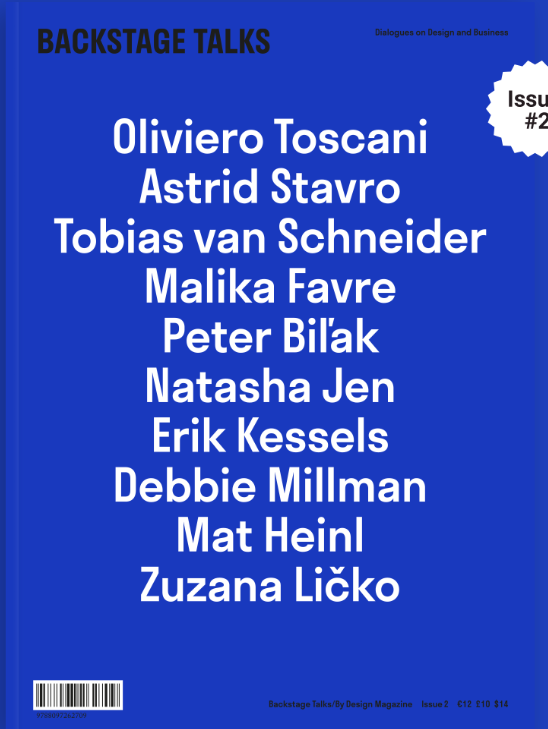 BACKSTAGE TALKS
Dialogues on Design and Business
Issu
#2
Oliviero Toscani
Astrid Stavro
Tobias van Schneider
Malika Favre
Peter Biľak
Natasha Jen
Erik Kessels
Debbie Millman
Mat Heinl
Zuzana Ličko
Backstage Talks/By Design Magazine Issue 2 €12 £10 $14